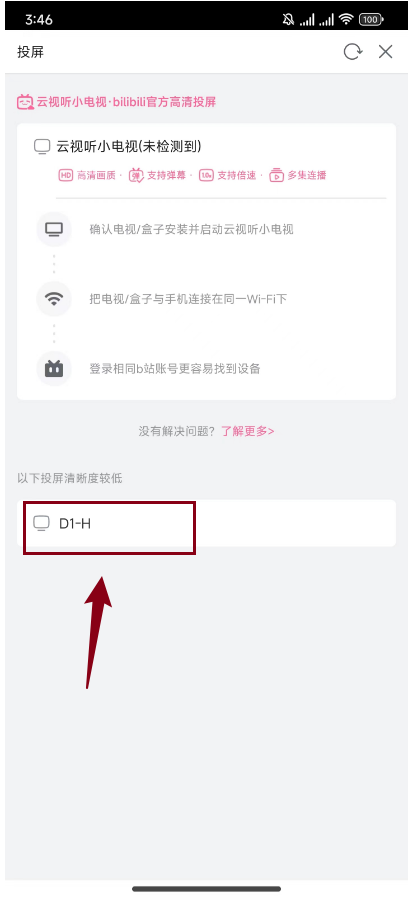 3:46
100
投屏
云视听小电视·bilibili官方高清投屏
云视听小电视(未检测到)
HD 高清画质 · 弹 支持弹幕 · 1.0x 支持倍速 · 多集连播
确认电视/盒子安装并启动云视听小电视
把电视/盒子与手机连接在同一Wi-Fi下
登录相同b站账号更容易找到设备
没有解决问题？了解更多>
以下投屏清晰度较低
D1-H